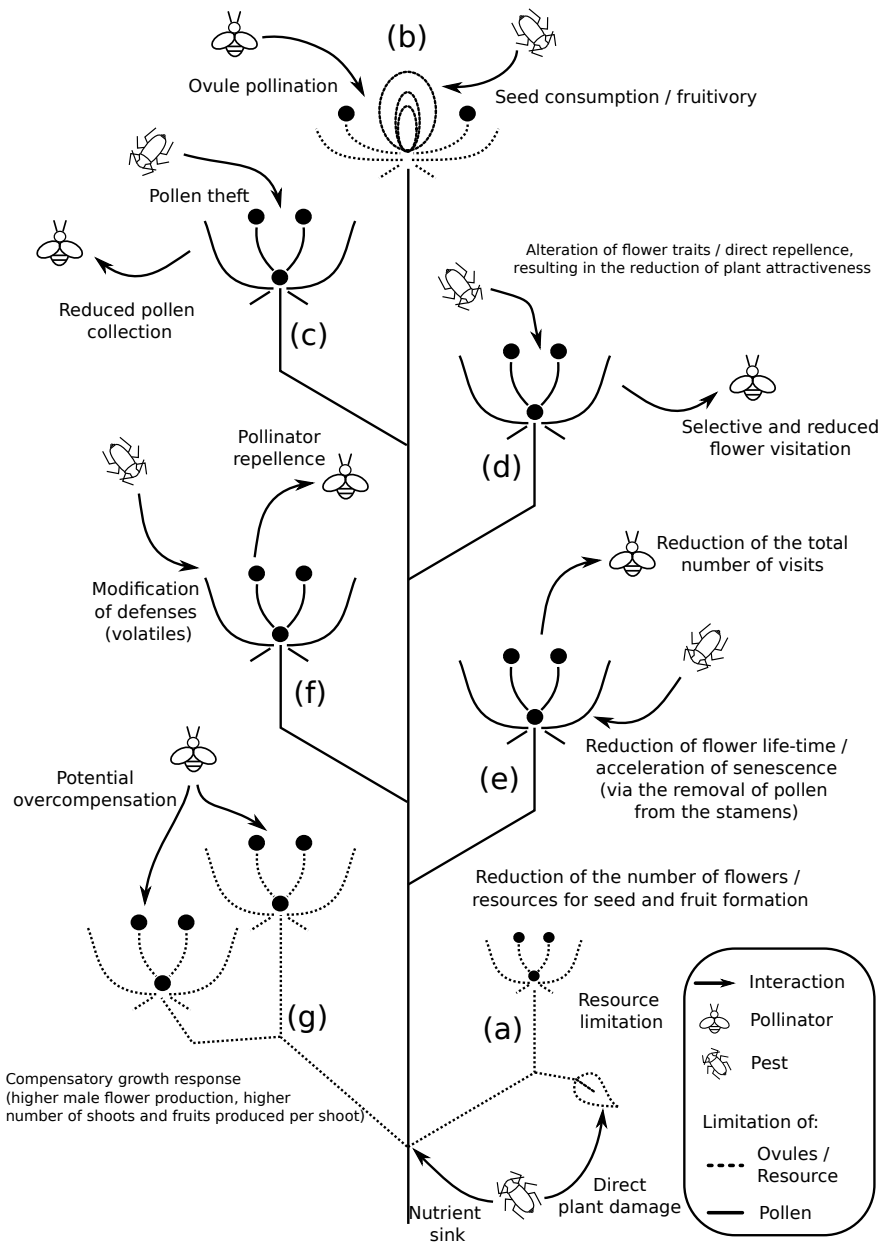 (b)
Ovule pollination
Seed consumption / fruitivory
Pollen theft
Reduced pollen
collection
(c)
Alteration of flower traits / direct repellence,
resulting in the reduction of plant attractiveness
Selective and reduced
flower visitation
(d)
Pollinator
repellence
Modification
of defenses
(volatiles)
(f)
Reduction of the total
number of visits
Reduction of flower life-time /
acceleration of senescence
(via the removal of pollen
from the stamens)
(e)
Potential
overcompensation
(g)
Compensatory growth response
(higher male flower production, higher
number of shoots and fruits produced per shoot)
Reduction of the number of flowers /
resources for seed and fruit formation
Resource
limitation
(a)
Nutrient
sink
Direct
plant damage
Interaction
Pollinator
Pest
Limitation of:
Ovules /
Resource
Pollen